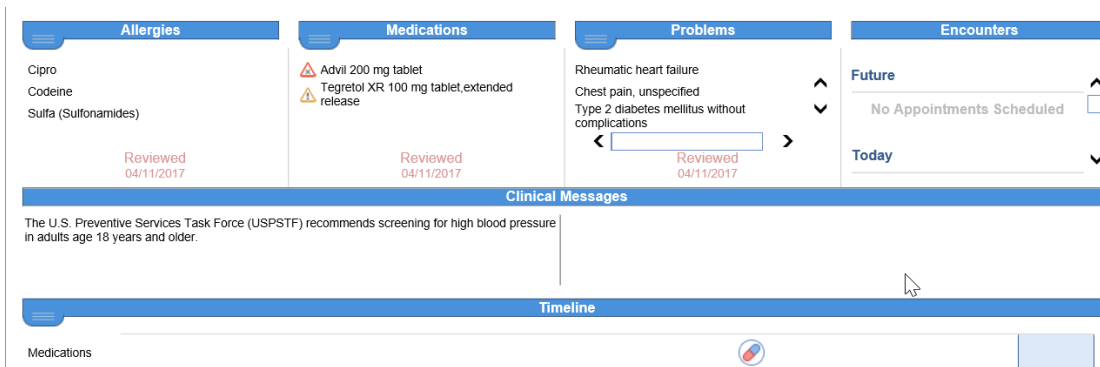 Allergies
Medications
Problems
Encounters
Cipro
Codeine
Sulfa (Sulfonamides)
Reviewed
04/11/2017
Advil 200 mg tablet
Tegretol XR 100 mg tablet,extended
release
Reviewed
04/11/2017
Rheumatic heart failure
Chest pain, unspecified
Type 2 diabetes mellitus without
complications
Reviewed
04/11/2017
Future
No Appointments Scheduled
Today
Clinical Messages
The U.S. Preventive Services Task Force (USPSTF) recommends screening for high blood pressure
in adults age 18 years and older.
Timeline
Medications